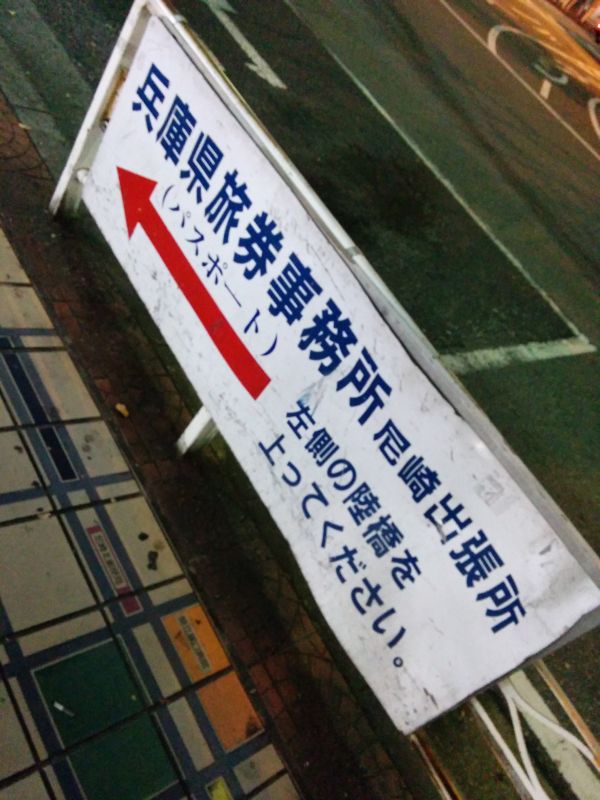 兵庫県旅券事務所 尼崎出張所
(パスポート)
左側の陸橋を
上ってください。